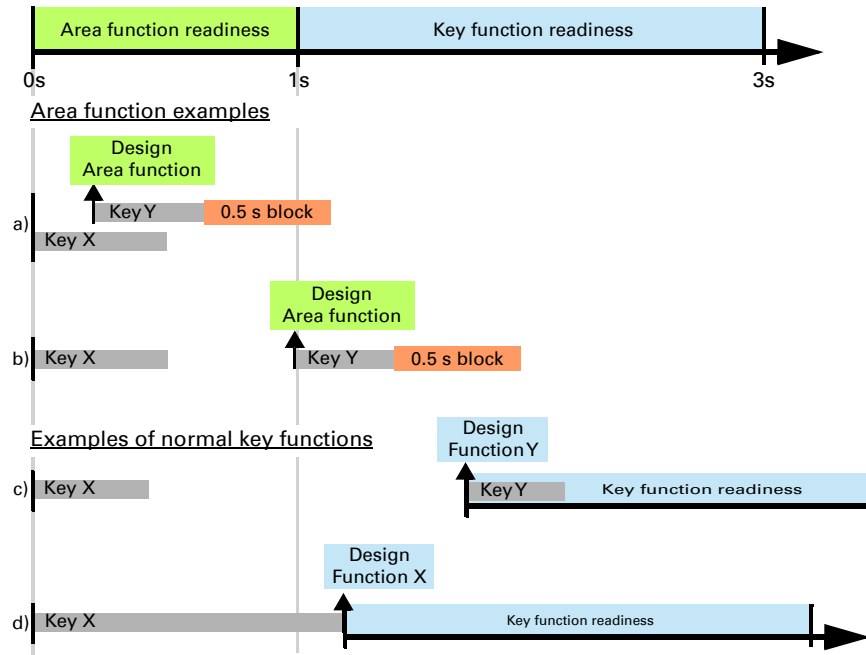 Area function readiness
Key function readiness
0s
1s
3s
Area function examples
Design
Area function
Key Y
0.5 s block
a)
Key X
Design
Area function
b)
Key X
Key Y
0.5 s block
Examples of normal key functions
Design
Function Y
c)
Key X
Key Y
Key function readiness
Design
Function X
d)
Key X
Key function readiness